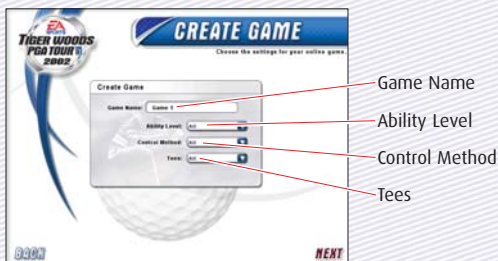 EA
SPORTS
TIGER WOODS
PGA TOUR
2002
CREATE GAME
Choose the settings for your online game.
Create Game
Game Name: Game 1
Ability Level: All
Control Method: All
Tees: All
BACK
NEXT
Game Name
Ability Level
Control Method
Tees